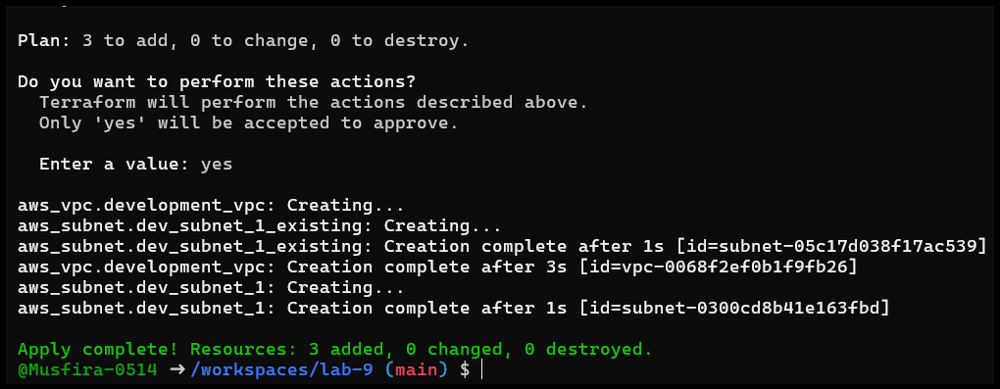 Plan: 3 to add, 0 to change, 0 to destroy.
Do you want to perform these actions?
Terraform will perform the actions described above.
Only 'yes' will be accepted to approve.
Enter a value: yes
aws_vpc.development_vpc: Creating...
aws_subnet.dev_subnet_1_existing: Creating...
aws_subnet.dev_subnet_1_existing: Creation complete after 1s [id=subnet-05c17d038f17ac539]
aws_vpc.development_vpc: Creation complete after 3s [id=vpc-0068f2ef0b1f9fb26]
aws_subnet.dev_subnet_1: Creating...
aws_subnet.dev_subnet_1: Creation complete after 1s [id=subnet-0300cd8b41e163fbd]
Apply complete! Resources: 3 added, 0 changed, 0 destroyed.
@Musfira-0514 → /workspaces/lab-9 (main) $